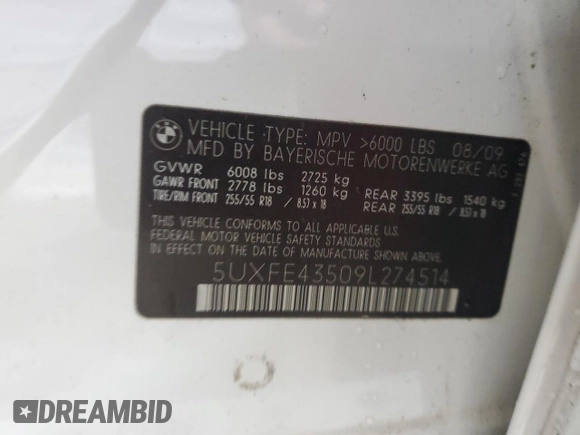 BMW
VEHICLE TYPE: MPV >6000 LBS 08/09
MFD BY BAYERISCHE MOTORENWERKE AG
GVWR 6008 lbs 2725 kg
GAWR FRONT 2778 lbs 1260 kg REAR 3395 lbs 1540 kg
TIRE/RIM FRONT 255/55 R18 / 8.5J x 18 REAR 255/55 R18 / 8.5J x 18
THIS VEHICLE CONFORMS TO ALL APPLICABLE U.S.
FEDERAL MOTOR VEHICLE SAFETY STANDARDS IN EFFECT
ON THE DATE OF MANUFACTURE SHOWN ABOVE.
5UXFE43509L274514
DREAMBID